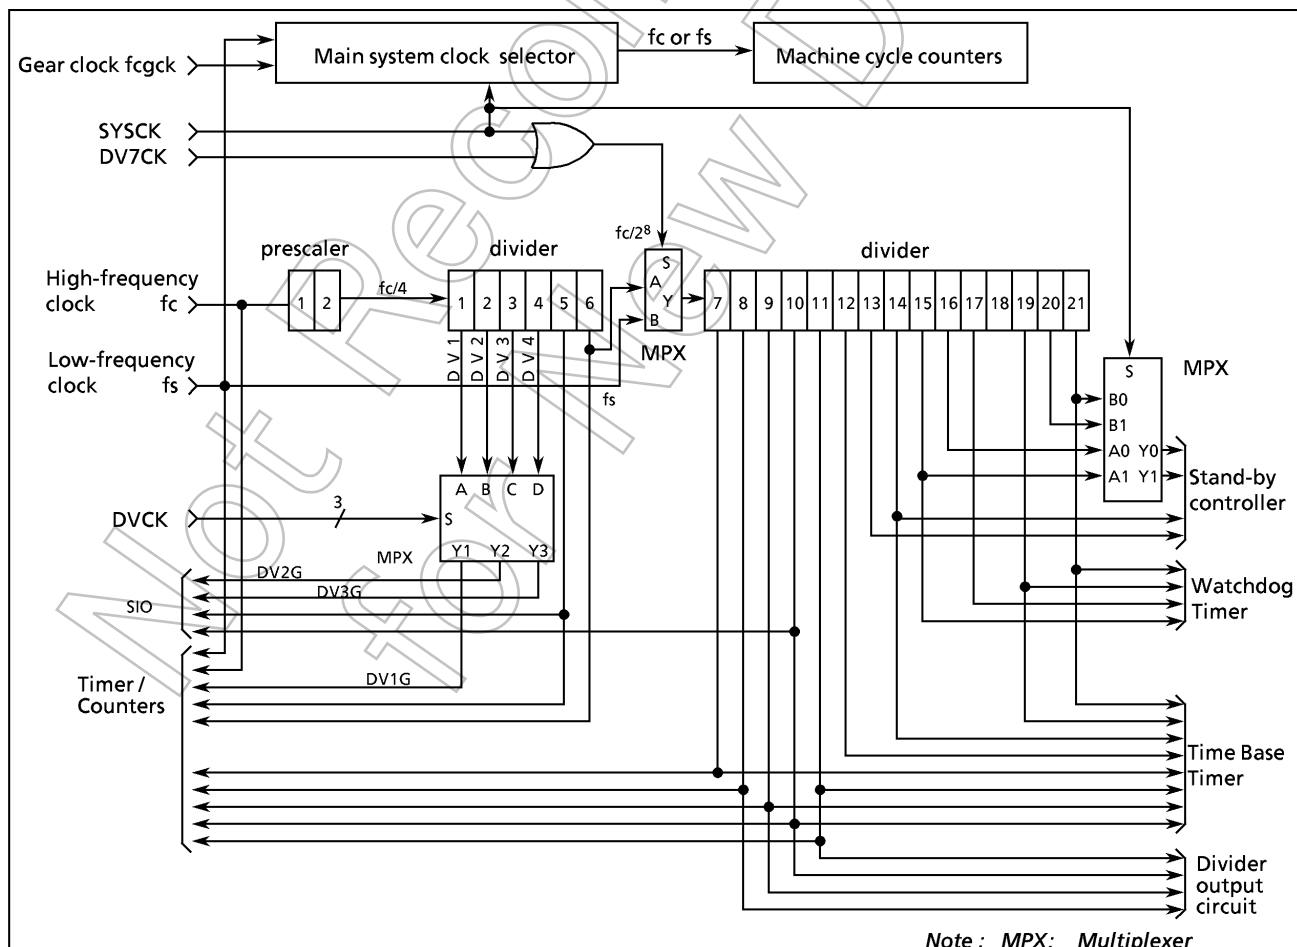 Main system clock selector
fc or fs
Machine cycle counters
Gear clock fcgck
SYSCK
DV7CK
fc/2⁸
prescaler
divider
divider
High-frequency
clock fc
1 2
fc/4
1 2 3 4 5 6
S
A
Y
B
MPX
7 8 9 10 11 12 13 14 15 16 17 18 19 20 21
DV1 DV2 DV3 DV4
Low-frequency
clock fs
fs
S
MPX
B0
B1
A0 Y0
A1 Y1
Stand-by
controller
A B C D
S
Y1 Y2 Y3
DVCK
3
MPX
DV2G
DV3G
SIO
Watchdog
Timer
DV1G
Timer /
Counters
Time Base
Timer
Divider
output
circuit
Note : MPX: Multiplexer
Not Recom
for New D